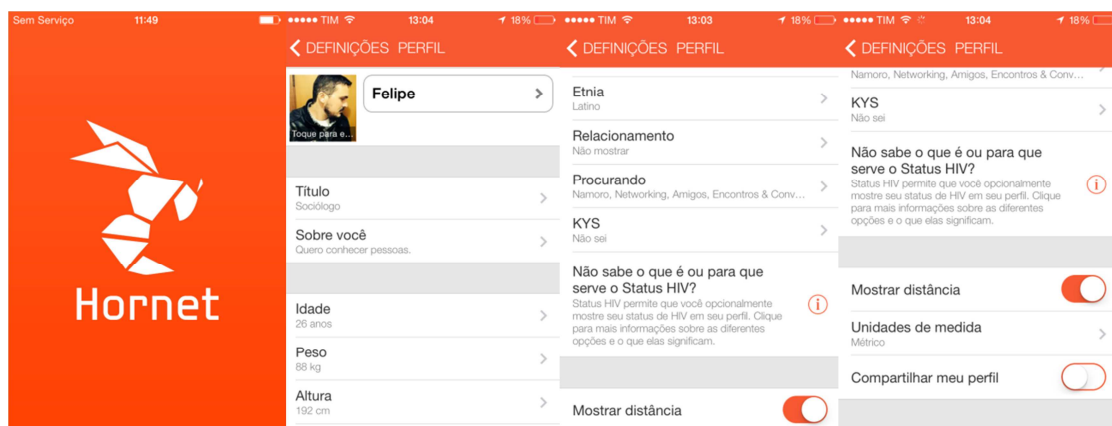 Sem Serviço 11:49
Hornet
TIM 13:04 18%
DEFINIÇÕES PERFIL
Felipe
Toque para e...
Título
Sociólogo
Sobre você
Quero conhecer pessoas.
Idade
26 anos
Peso
88 kg
Altura
192 cm
TIM 13:03 18%
DEFINIÇÕES PERFIL
Etnia
Latino
Relacionamento
Não mostrar
Procurando
Namoro, Networking, Amigos, Encontros & Conv...
KYS
Não sei
Não sabe o que é ou para que
serve o Status HIV?
Status HIV permite que você opcionalmente
mostre seu status de HIV em seu perfil. Clique
para mais informações sobre as diferentes
opções e o que elas significam.
Mostrar distância
TIM 13:04 18%
DEFINIÇÕES PERFIL
Namoro, Networking, Amigos, Encontros & Conv...
KYS
Não sei
Não sabe o que é ou para que
serve o Status HIV?
Status HIV permite que você opcionalmente
mostre seu status de HIV em seu perfil. Clique
para mais informações sobre as diferentes
opções e o que elas significam.
Mostrar distância
Unidades de medida
Métrico
Compartilhar meu perfil